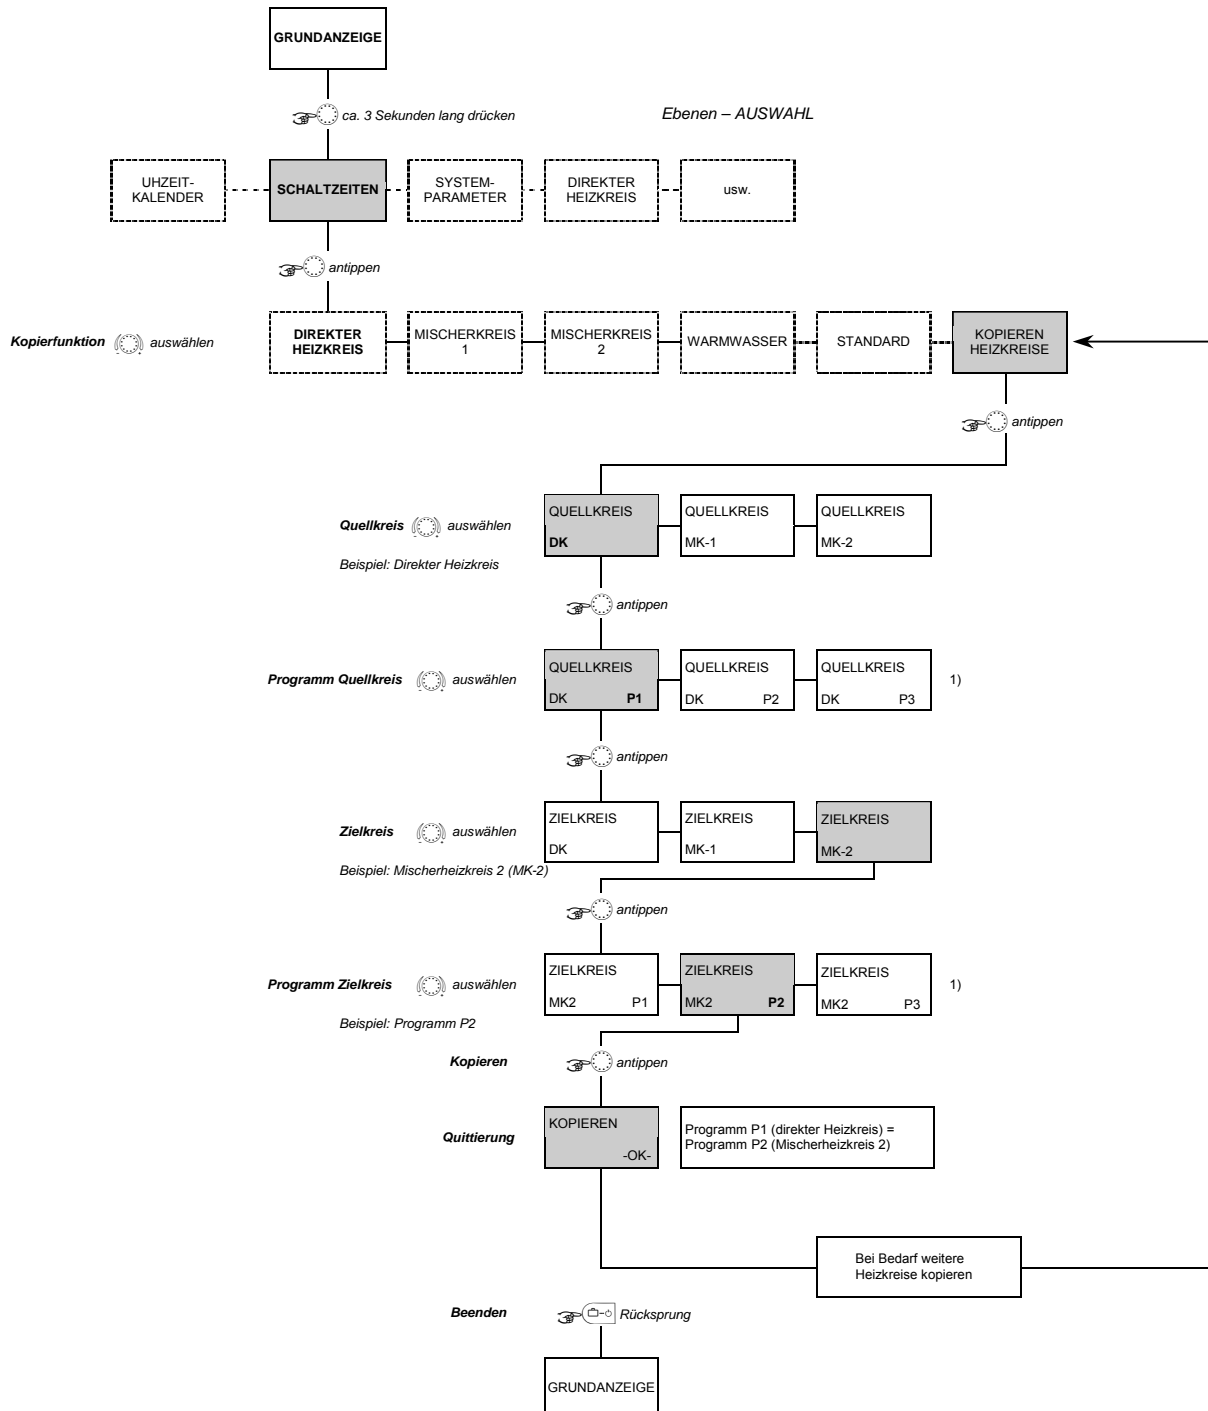 GRUNDANZEIGE
ca. 3 Sekunden lang drücken
Ebenen – AUSWAHL
UHZEIT-
KALENDER
SCHALTZEITEN
SYSTEM-
PARAMETER
DIREKTER
HEIZKREIS
usw.
antippen
Kopierfunktion auswählen
DIREKTER
HEIZKREIS
MISCHERKREIS
1
MISCHERKREIS
2
WARMWASSER
STANDARD
KOPIEREN
HEIZKREISE
antippen
Quellkreis auswählen
Beispiel: Direkter Heizkreis
QUELLKREIS
DK
QUELLKREIS
MK-1
QUELLKREIS
MK-2
antippen
Programm Quellkreis auswählen
QUELLKREIS
DK P1
QUELLKREIS
DK P2
QUELLKREIS
DK P3
1)
antippen
Zielkreis auswählen
Beispiel: Mischerheizkreis 2 (MK-2)
ZIELKREIS
DK
ZIELKREIS
MK-1
ZIELKREIS
MK-2
antippen
Programm Zielkreis auswählen
Beispiel: Programm P2
ZIELKREIS
MK2 P1
ZIELKREIS
MK2 P2
ZIELKREIS
MK2 P3
1)
Kopieren
antippen
Quittierung
KOPIEREN
-OK-
Programm P1 (direkter Heizkreis) =
Programm P2 (Mischerheizkreis 2)
Bei Bedarf weitere
Heizkreise kopieren
Beenden
Rücksprung
GRUNDANZEIGE